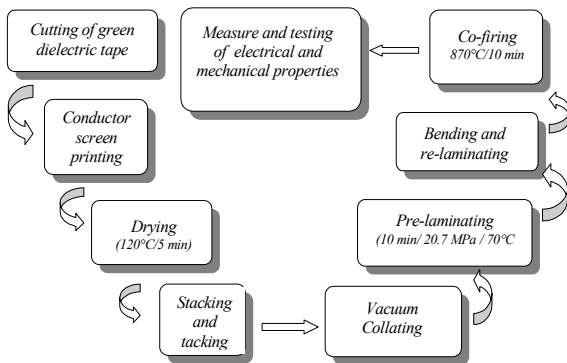 Cutting of green
dielectric tape
Conductor
screen
printing
Drying
(120°C/5 min)
Stacking
and
tacking
Vacuum
Collating
Pre-laminating
(10 min/ 20.7 MPa / 70°C
Bending and
re-laminating
Co-firing
870°C/10 min
Measure and testing
of electrical and
mechanical properties